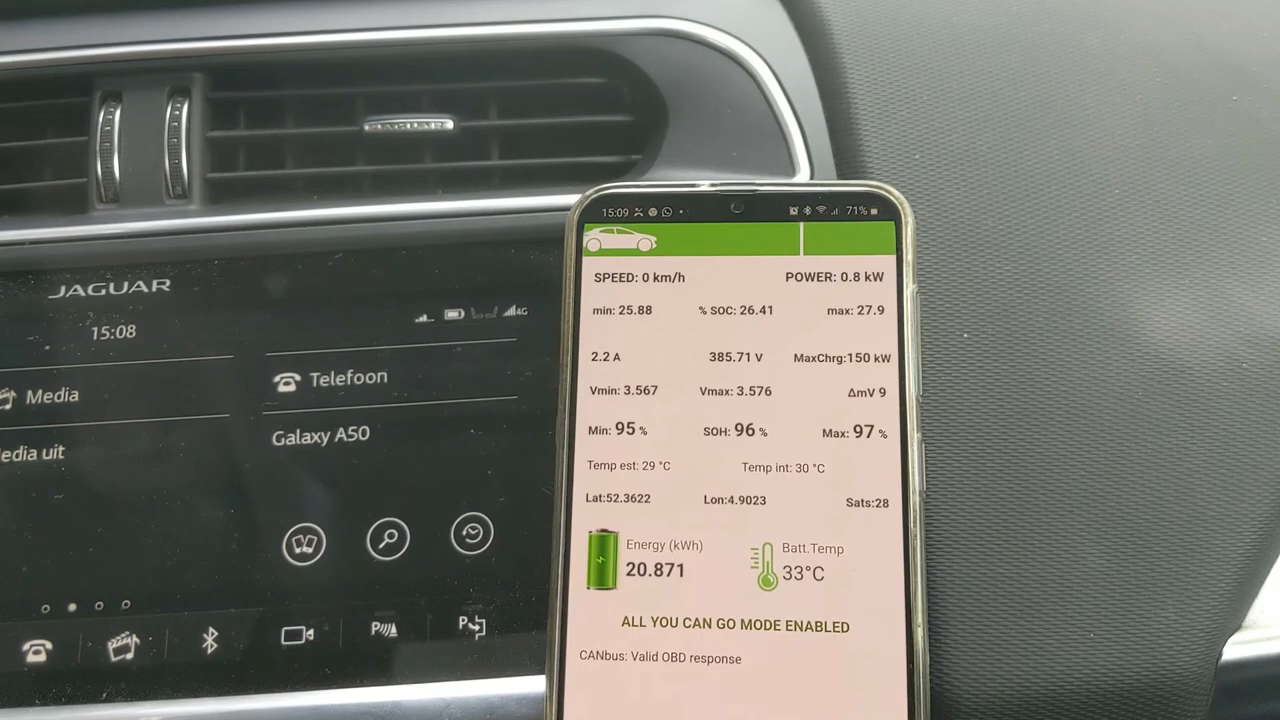 JAGUAR
JAGUAR
15:08
4G
Media
Telefoon
edia uit
Galaxy A50
P
P
15:09 71%
SPEED: 0 km/h POWER: 0.8 kW
min: 25.88 % SOC: 26.41 max: 27.9
2.2 A 385.71 V MaxChrg:150 kW
Vmin: 3.567 Vmax: 3.576 ΔmV 9
Min: 95 % SOH: 96 % Max: 97 %
Temp est: 29 °C Temp int: 30 °C
Lat:52.3622 Lon:4.9023 Sats:28
Energy (kWh) Batt.Temp
20.871 33°C
ALL YOU CAN GO MODE ENABLED
CANbus: Valid OBD response